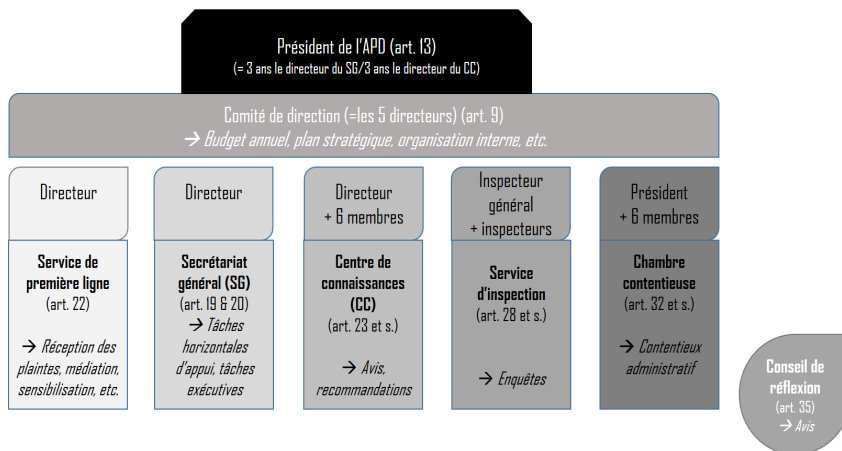 Président de l'APD (art. 13)
(= 3 ans le directeur du SG/3 ans le directeur du CC)
Comité de direction (=les 5 directeurs) (art. 9)
→ Budget annuel, plan stratégique, organisation interne, etc.
Directeur
Directeur
Directeur
+ 6 membres
Inspecteur
général
+ inspecteurs
Président
+ 6 membres
Service de
première ligne
(art. 22)
→ Réception des
plaintes, médiation,
sensibilisation, etc.
Secrétariat
général (SG)
(art. 19 & 20)
→ Tâches
horizontales
d'appui, tâches
exécutives
Centre de
connaissances
(CC)
(art. 23 et s.)
→ Avis,
recommandations
Service
d'inspection
(art. 28 et s.)
→ Enquêtes
Chambre
contentieuse
(art. 32 et s.)
→ Contentieux
administratif
Conseil de
réflexion
(art. 35)
→ Avis